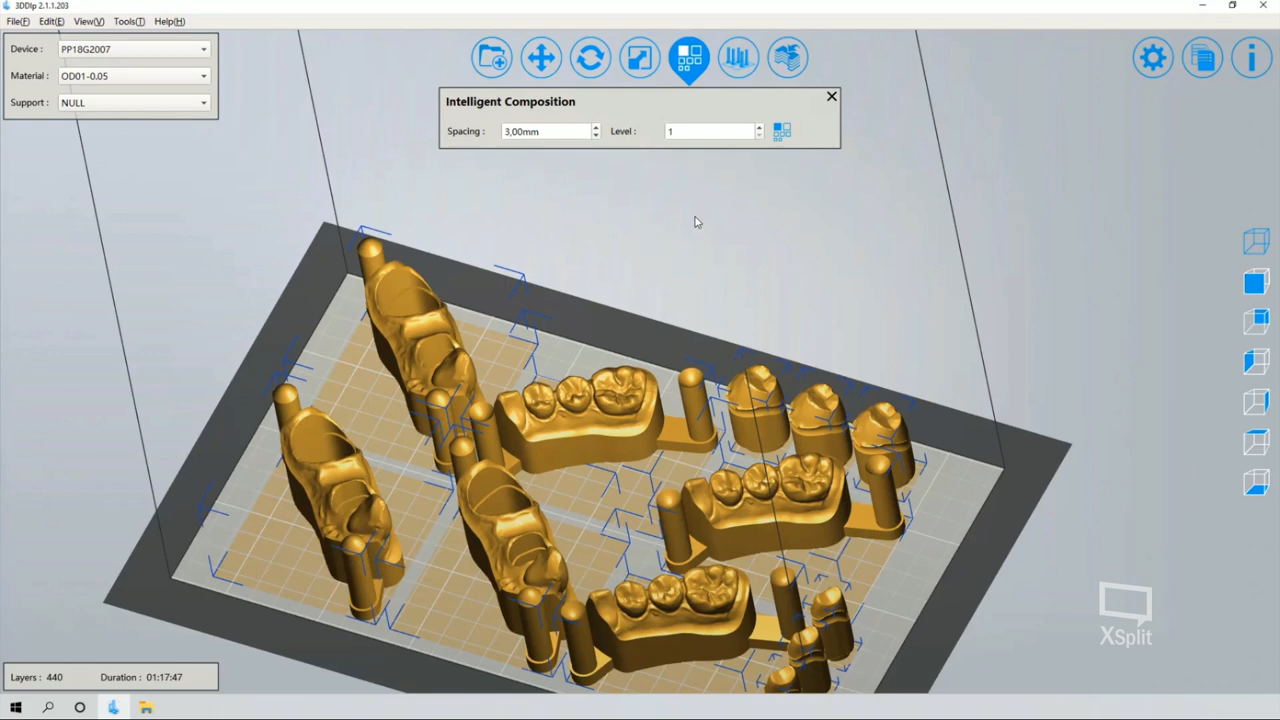 3DDlp 2.1.1.203
File(F) Edit(E) View(V) Tools(T) Help(H)
Device : PP18G2007
Material : OD01-0.05
Support : NULL
Intelligent Composition
Spacing : 3,00mm Level : 1
XSplit
Layers : 440 Duration : 01:17:47